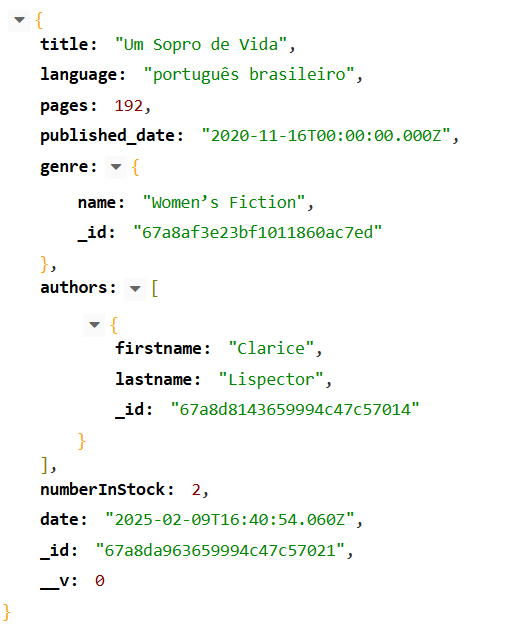 {
title: "Um Sopro de Vida",
language: "português brasileiro",
pages: 192,
published_date: "2020-11-16T00:00:00.000Z",
genre: {
name: "Women’s Fiction",
_id: "67a8af3e23bf1011860ac7ed"
},
authors: [
{
firstname: "Clarice",
lastname: "Lispector",
_id: "67a8d8143659994c47c57014"
}
],
numberInStock: 2,
date: "2025-02-09T16:40:54.060Z",
_id: "67a8da963659994c47c57021",
__v: 0
}